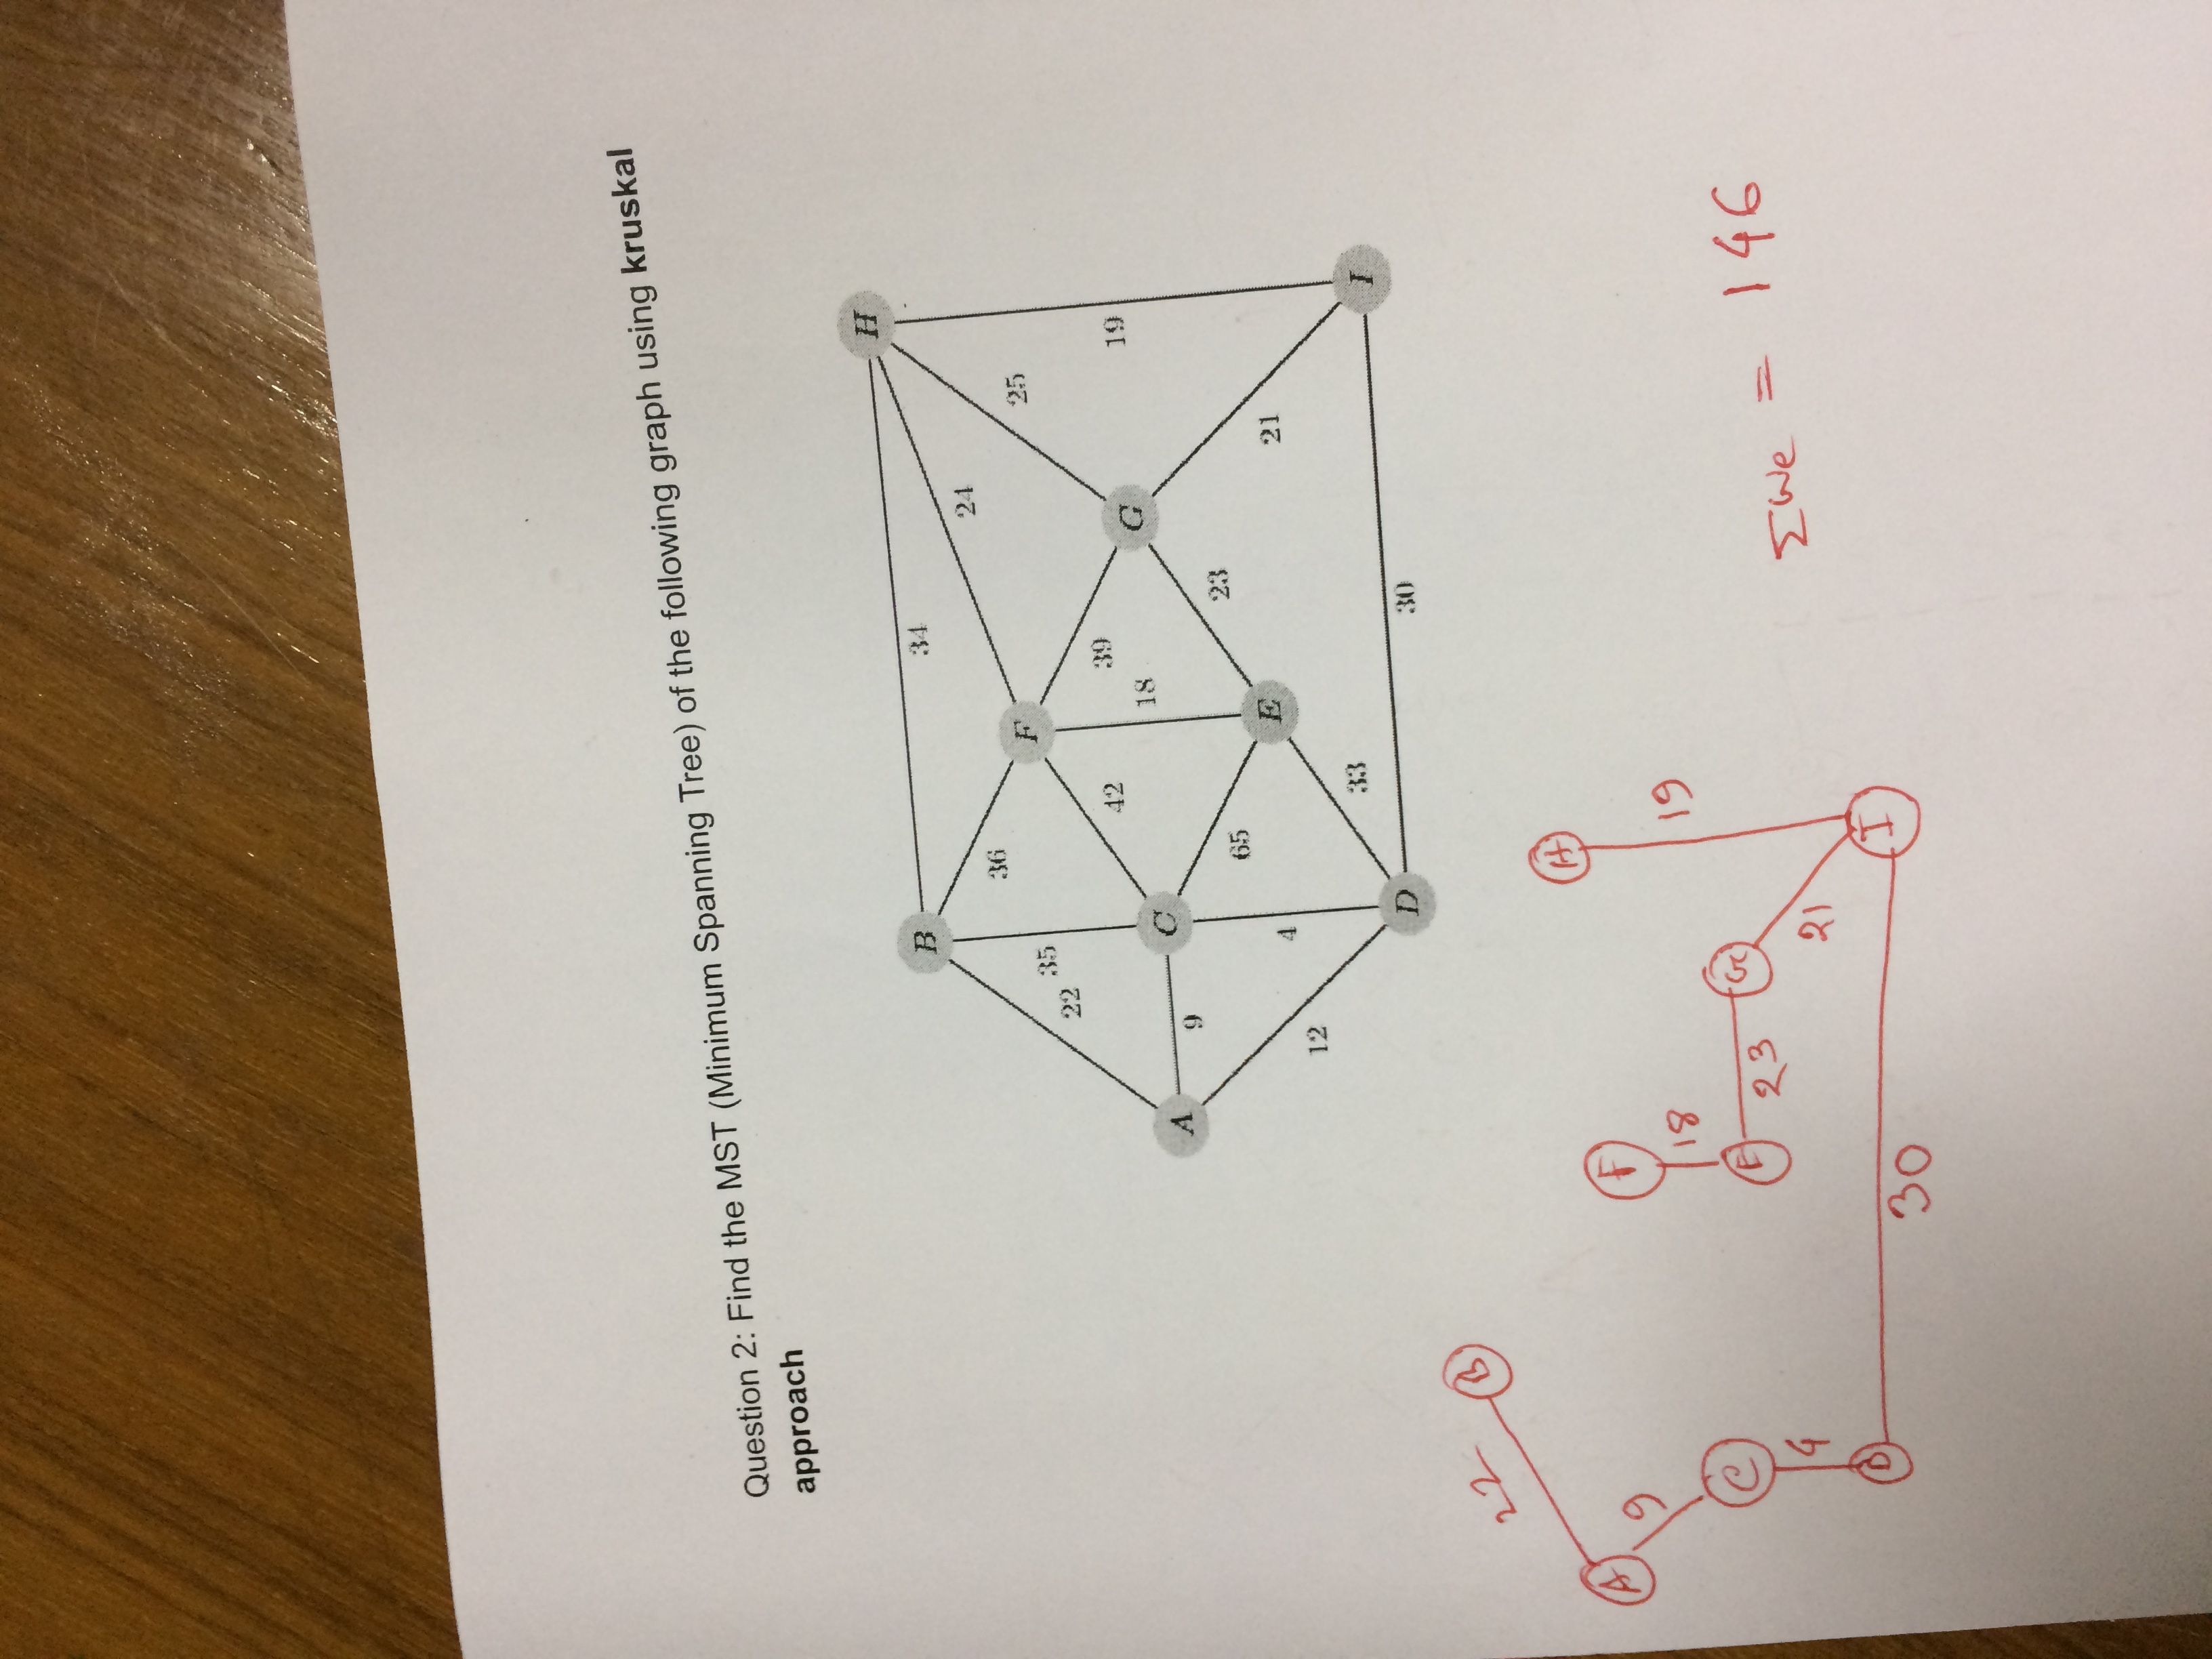 Question 2: Find the MST (Minimum Spanning Tree) of the following graph using kruskal
approach
H
B
34
24
36
F
25
35
22
42
39
19
18
G
C
A
9
23
65
E
21
4
12
33
I
D
30
22
B
H
A
F
9
18
19
C
E
23
G
Σwe = 146
21
4
D
I
30